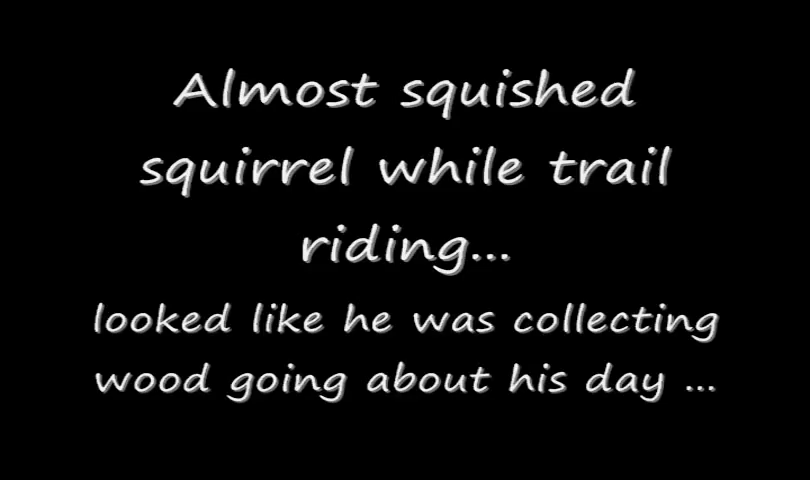 Almost squished
squirrel while trail
riding...
looked like he was collecting
wood going about his day ...